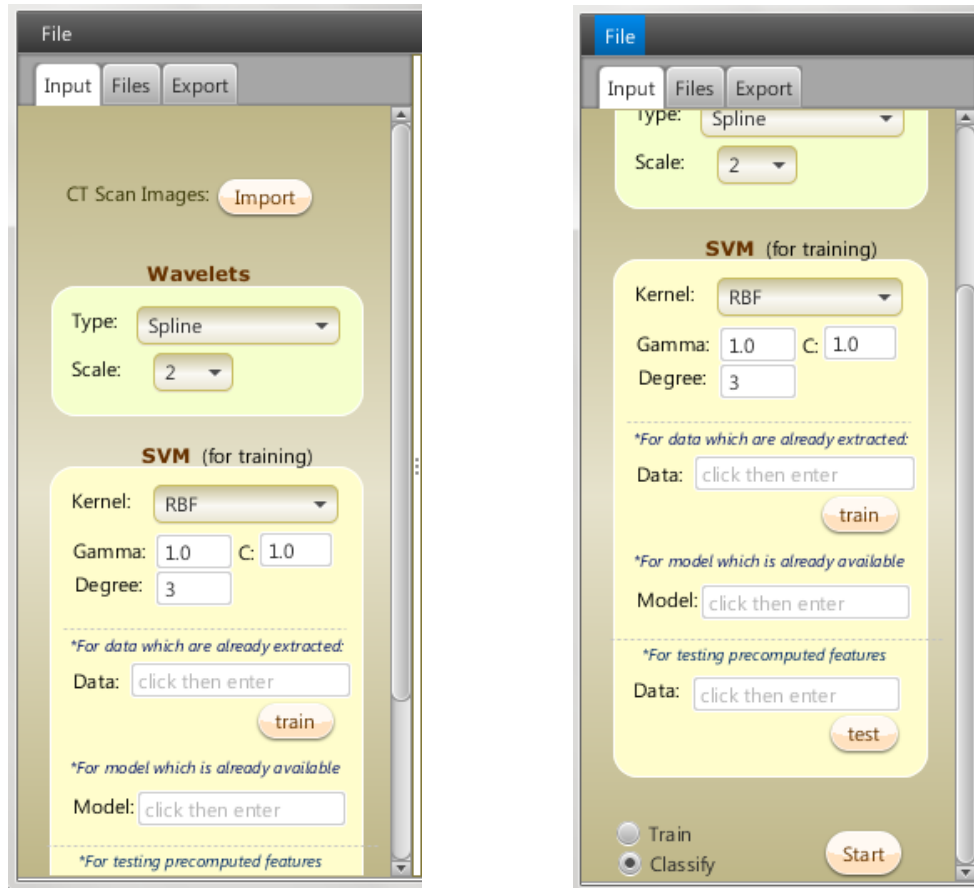 File
Input Files Export
CT Scan Images: Import
Wavelets
Type: Spline
Scale: 2
SVM (for training)
Kernel: RBF
Gamma: 1.0 C: 1.0
Degree: 3
*For data which are already extracted:
Data: click then enter
train
*For model which is already available
Model: click then enter
*For testing precomputed features
File
Input Files Export
Type: Spline
Scale: 2
SVM (for training)
Kernel: RBF
Gamma: 1.0 C: 1.0
Degree: 3
*For data which are already extracted:
Data: click then enter
train
*For model which is already available
Model: click then enter
*For testing precomputed features
Data: click then enter
test
Train
Classify Start